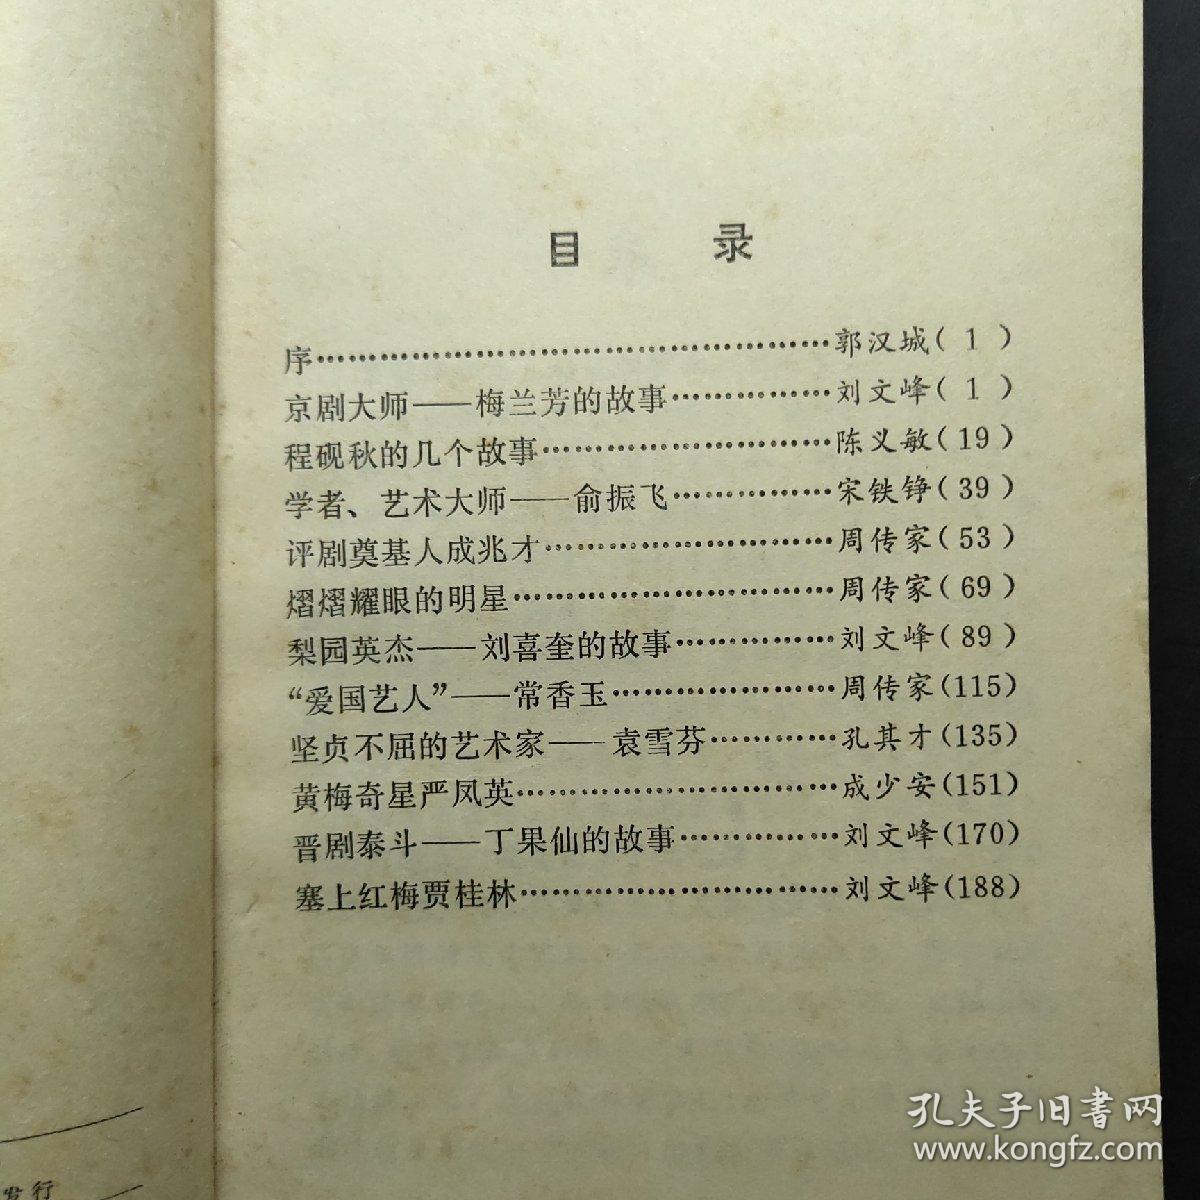 目录
序……………………………………郭汉城(1)
京剧大师——梅兰芳的故事…………刘文峰(1)
程砚秋的几个故事……………………陈义敏(19)
学者、艺术大师——俞振飞…………宋铁铮(39)
评剧奠基人成兆才……………………周传家(53)
熠熠耀眼的明星………………………周传家(69)
梨园英杰——刘喜奎的故事…………刘文峰(89)
“爱国艺人”——常香玉………………周传家(115)
坚贞不屈的艺术家——袁雪芬………孔其才(135)
黄梅奇星严凤英………………………成少安(151)
晋剧泰斗——丁果仙的故事…………刘文峰(170)
塞上红梅贾桂林………………………刘文峰(188)
发行
孔夫子旧書网
www.kongfz.com